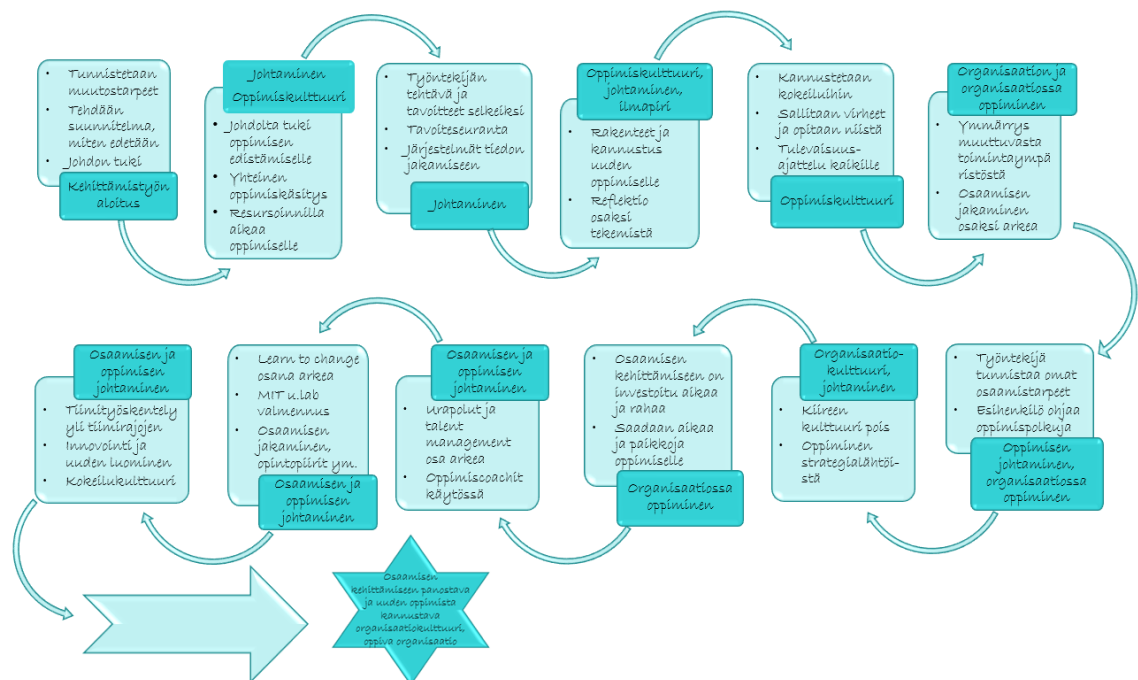 • Tunnistetaan
muutostarpeet
• Tehdään
suunnitelma,
miten edetään
• Johdon tuki
Kehittämistyön
aloitus
Johtaminen
Oppimiskulttuuri
• Johdolta tuki
oppimisen
edistämiselle
• Yhteinen
oppimiskäsitys
• Resursoinnilla
aikaa
oppimiselle
• Työntekijän
tehtävä ja
tavoitteet selkeiksi
• Tavoiteseuranta
• Järjestelmät tiedon
jakamiseen
Johtaminen
Oppimiskulttuuri,
johtaminen,
ilmapiri
• Rakenteet ja
kannustus
uuden
oppimiselle
• Reflektio
osaksi
tekemistä
• Kannustetaan
kokeiluihin
• Sallitaan virheet
ja opitaan niistä
• Tulevaisuus-
ajattelu kaikille
Oppimiskulttuuri
Organisaation ja
organisaatiossa
oppiminen
• Ymmärrys
muuttuvasta
toimintaympä
ristöstä
• Osaamisen
jakaminen
osaksi arkea
• Työntekijä
tunnistaa omat
osaamistarpeet
• Esihenkilö ohjaa
oppimispolkuja
Oppimisen
johtaminen,
organisaatiossa
oppiminen
Organisaatio-
kulttuuri,
johtaminen
• Kiireen
kulttuuri pois
• Oppiminen
strategialähtöi-
stä
• Osaamisen
kehittämiseen on
investoitu aikaa
ja rahaa
• Saadaan aikaa
ja paikkoja
oppimiselle
Organisaatiossa
oppiminen
Osaamisen ja
oppimisen
johtaminen
• Urapolut ja
talent
management
osa arkea
• Oppimiscoachit
käytössä
• Learn to change
osana arkea
• MIT u.lab
valmennus
• Osaamisen
jakaminen,
opintopiirit ym.
Osaamisen ja
oppimisen
johtaminen
Osaamisen ja
oppimisen
johtaminen
• Tiimityöskentely
yli tiimirajojen
• Innovointi ja
uuden luominen
• Kokeilukulttuuri
Osaamisen
kehittämiseen panostava
ja uuden oppimista
kannustava
organisaatiokulttuuri,
oppiva organisaatio